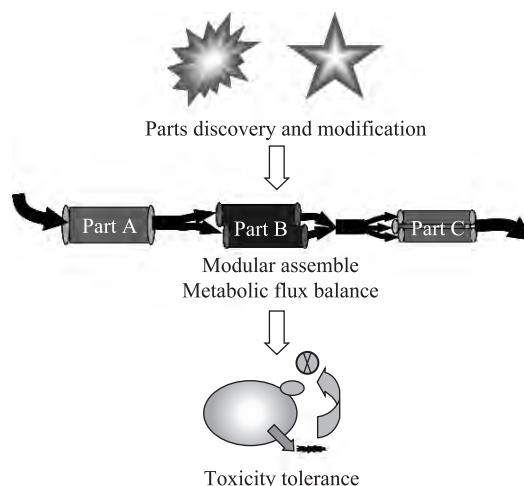 Parts discovery and modification
Part A
Part B
Part C
Modular assemble
Metabolic flux balance
Toxicity tolerance